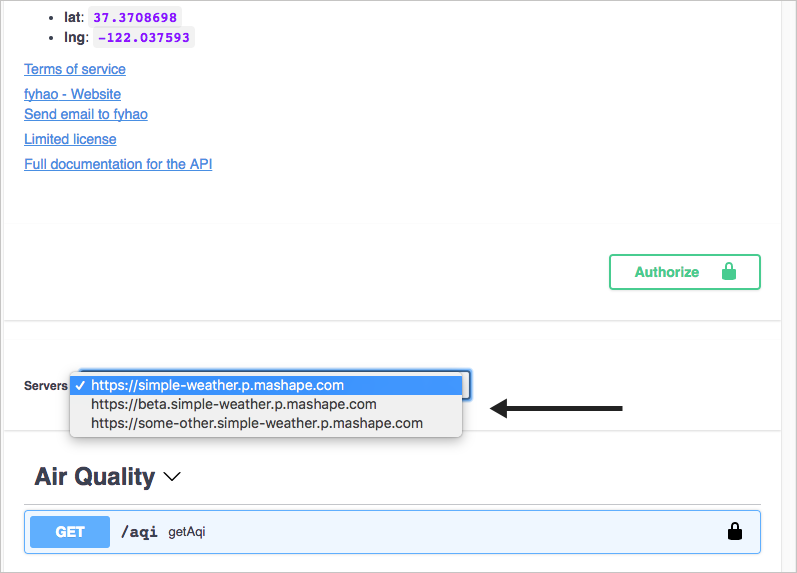 lat: 37.3708698
lng: -122.037593
Terms of service
fyhao - Website
Send email to fyhao
Limited license
Full documentation for the API
Authorize
Servers
✓ https://simple-weather.p.mashape.com
https://beta.simple-weather.p.mashape.com
https://some-other.simple-weather.p.mashape.com
Air Quality
GET /aqi getAqi